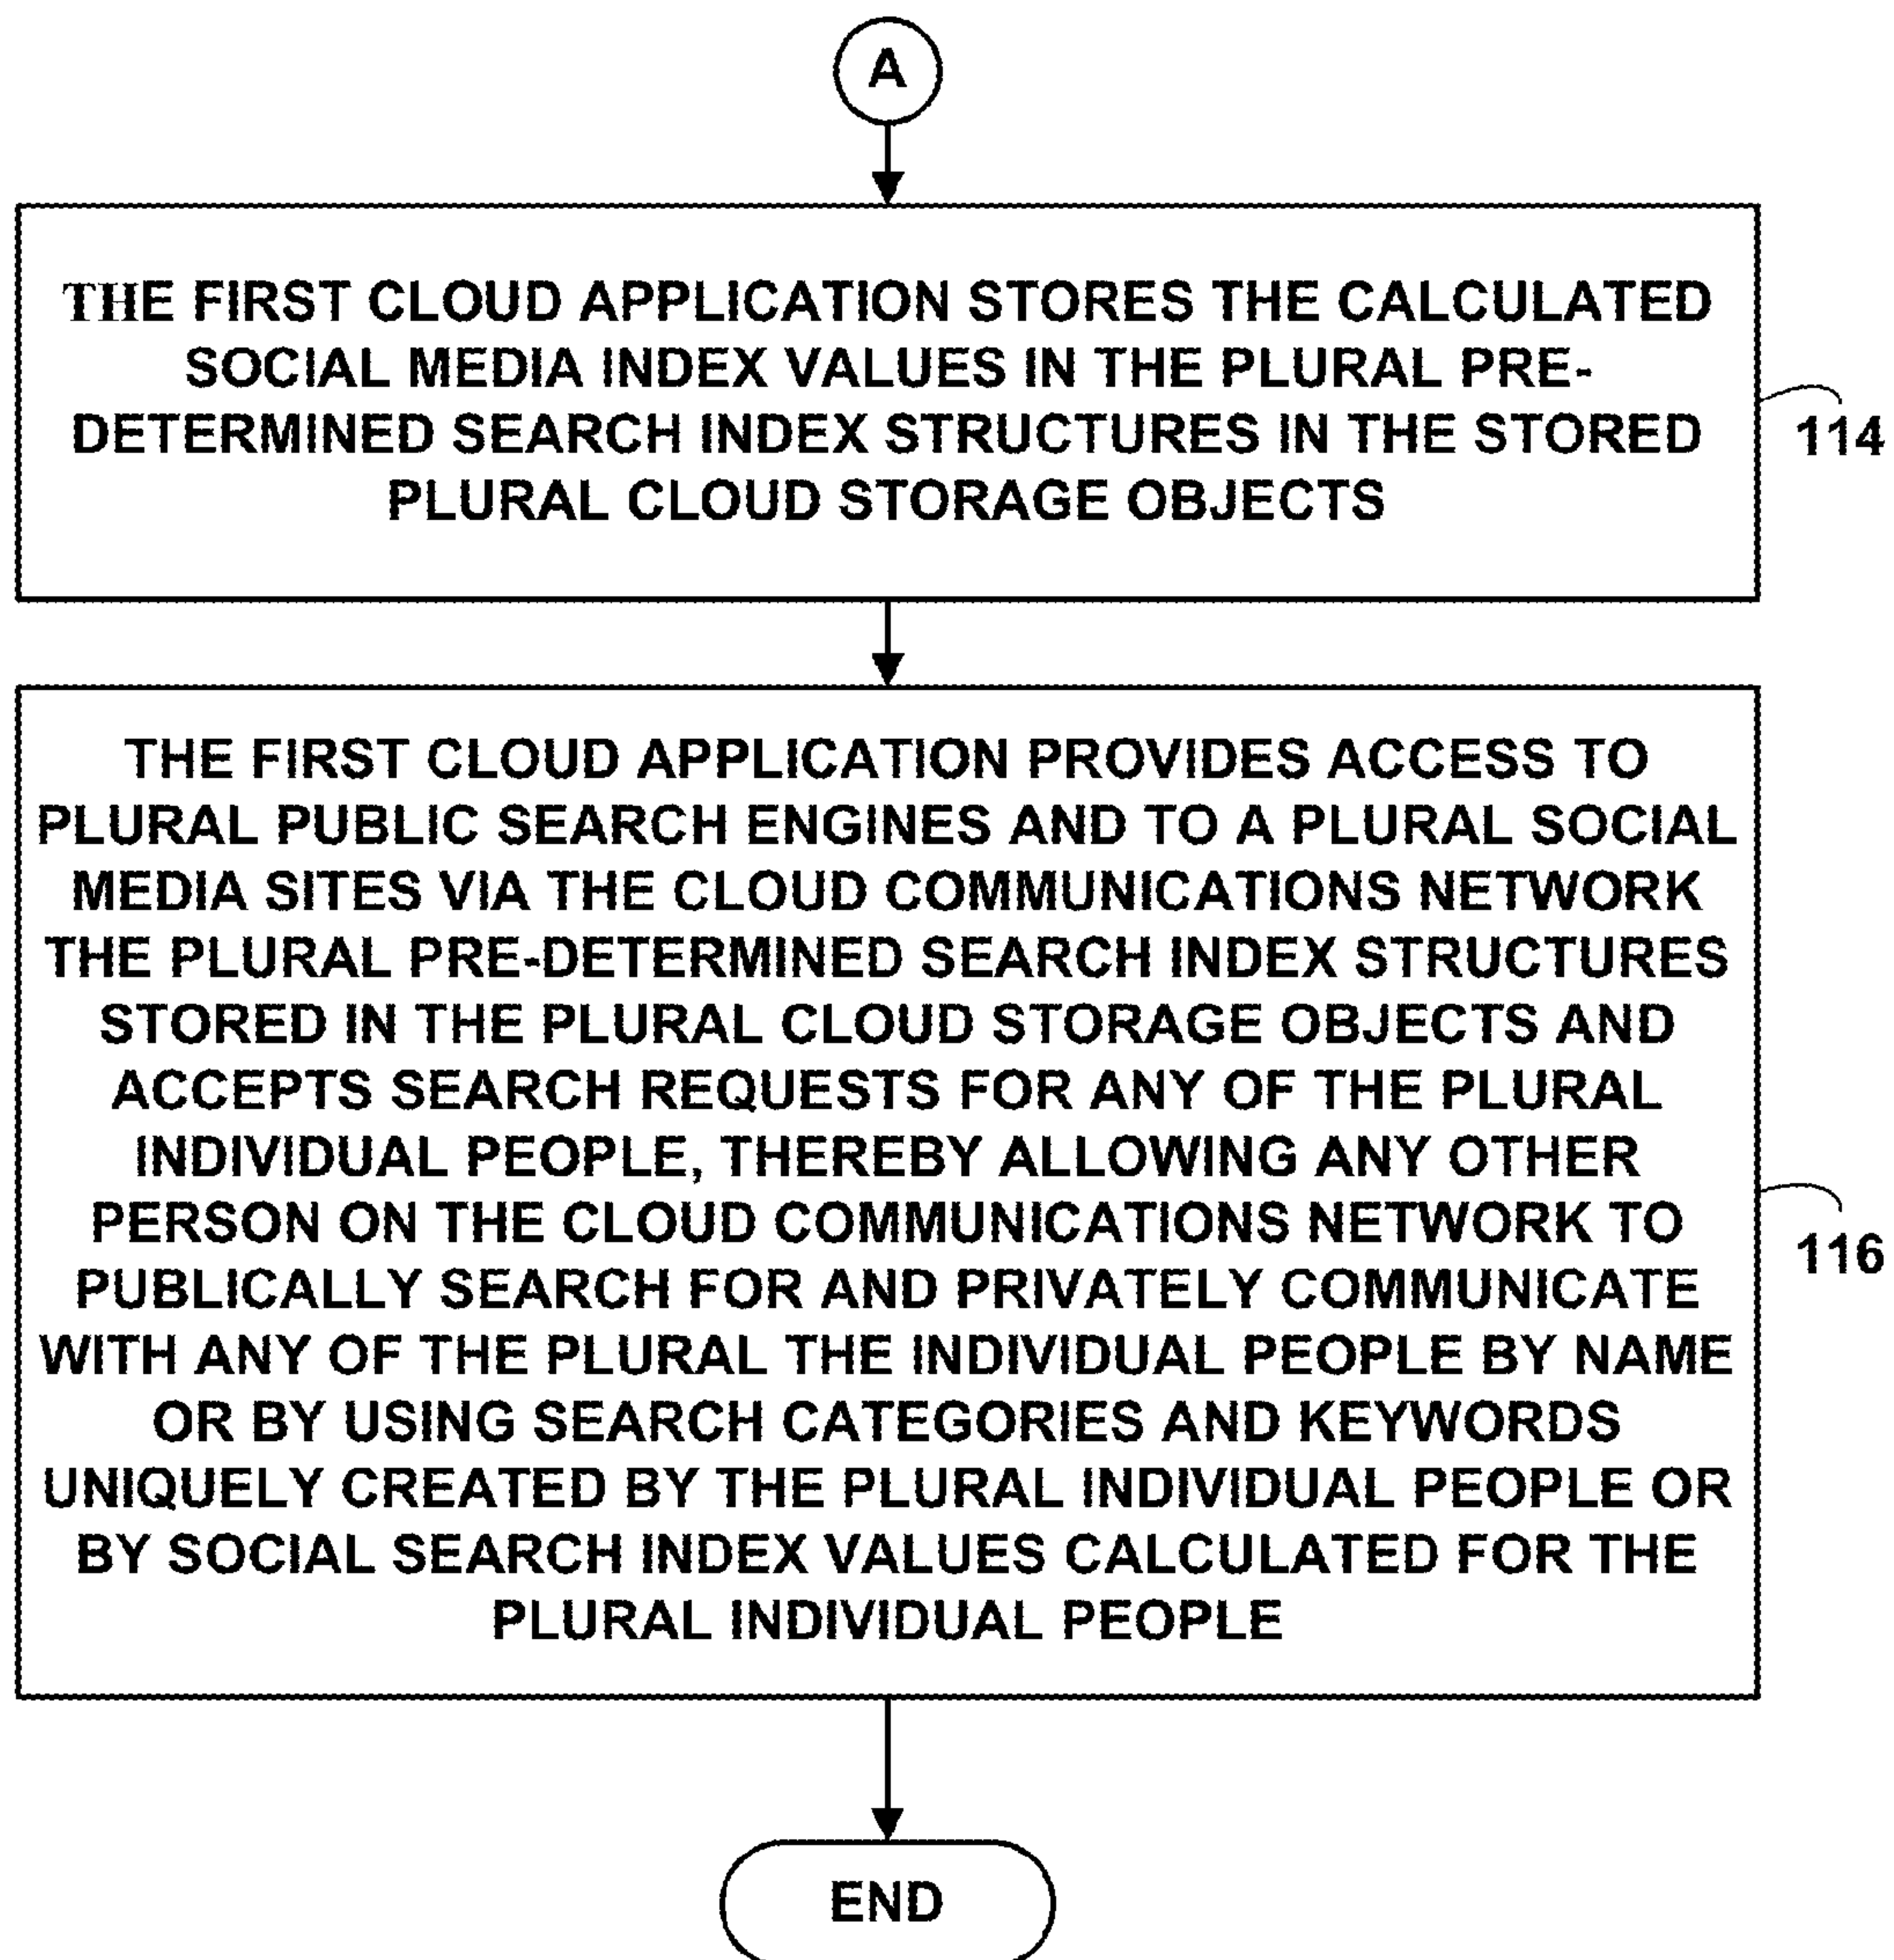 A
THE FIRST CLOUD APPLICATION STORES THE CALCULATED
SOCIAL MEDIA INDEX VALUES IN THE PLURAL PRE-
DETERMINED SEARCH INDEX STRUCTURES IN THE STORED
PLURAL CLOUD STORAGE OBJECTS
114
THE FIRST CLOUD APPLICATION PROVIDES ACCESS TO
PLURAL PUBLIC SEARCH ENGINES AND TO A PLURAL SOCIAL
MEDIA SITES VIA THE CLOUD COMMUNICATIONS NETWORK
THE PLURAL PRE-DETERMINED SEARCH INDEX STRUCTURES
STORED IN THE PLURAL CLOUD STORAGE OBJECTS AND
ACCEPTS SEARCH REQUESTS FOR ANY OF THE PLURAL
INDIVIDUAL PEOPLE, THEREBY ALLOWING ANY OTHER
PERSON ON THE CLOUD COMMUNICATIONS NETWORK TO
PUBLICALLY SEARCH FOR AND PRIVATELY COMMUNICATE
WITH ANY OF THE PLURAL THE INDIVIDUAL PEOPLE BY NAME
OR BY USING SEARCH CATEGORIES AND KEYWORDS
UNIQUELY CREATED BY THE PLURAL INDIVIDUAL PEOPLE OR
BY SOCIAL SEARCH INDEX VALUES CALCULATED FOR THE
PLURAL INDIVIDUAL PEOPLE
116
END